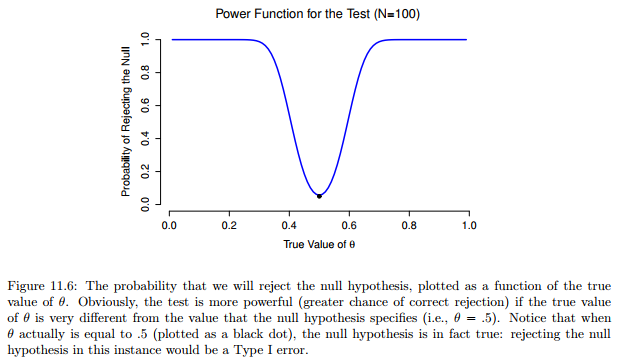 Power Function for the Test (N=100)
Probability of Rejecting the Null
1.0
0.8
0.6
0.4
0.2
0.0
0.0 0.2 0.4 0.6 0.8 1.0
True Value of θ
Figure 11.6: The probability that we will reject the null hypothesis, plotted as a function of the true
value of θ. Obviously, the test is more powerful (greater chance of correct rejection) if the true value
of θ is very different from the value that the null hypothesis specifies (i.e., θ = .5). Notice that when
θ actually is equal to .5 (plotted as a black dot), the null hypothesis is in fact true: rejecting the null
hypothesis in this instance would be a Type I error.